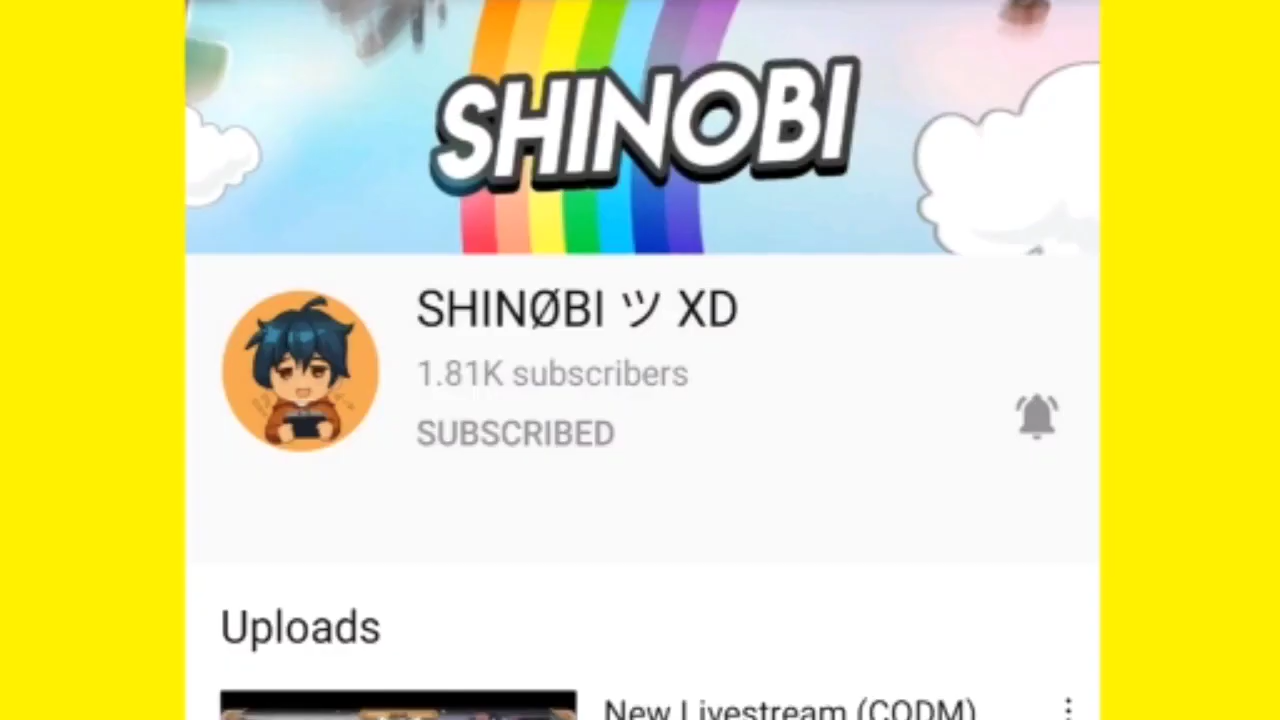 SHINOBI
SHINØBI ツ XD
1.81K subscribers
SUBSCRIBED
Uploads
New Livestream (CODM)